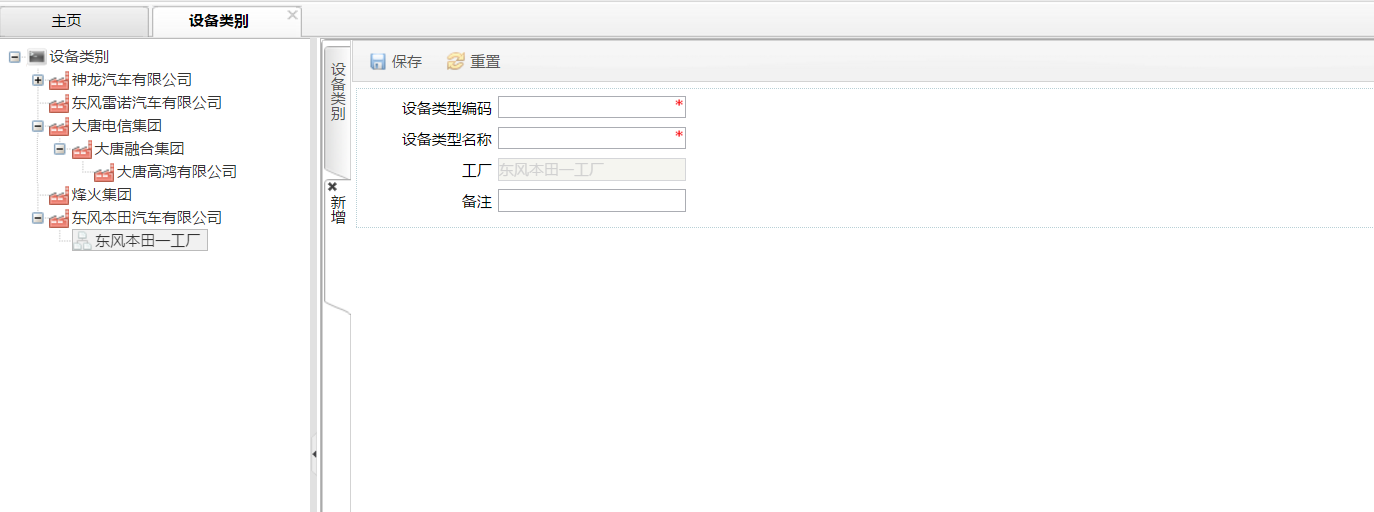 主页
设备类别
设备类别
神龙汽车有限公司
东风雷诺汽车有限公司
大唐电信集团
大唐融合集团
大唐高鸿有限公司
烽火集团
东风本田汽车有限公司
东风本田一工厂
设备类别
新增
保存
重置
设备类型编码 *
设备类型名称 *
工厂 东风本田一工厂
备注